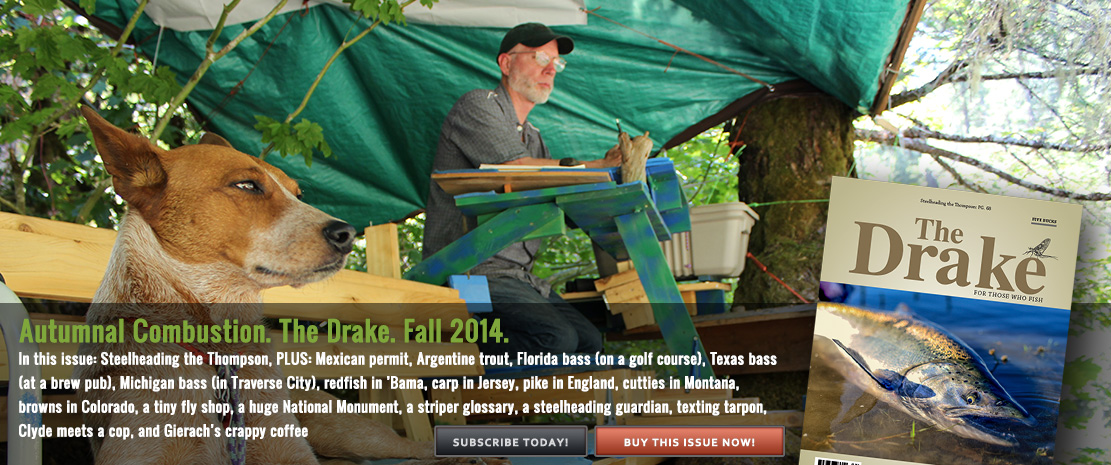 Steelheading the Thompson: PG. 60
FIVE BUCKS
The
Drake
FOR THOSE WHO FISH
Autumnal Combustion. The Drake. Fall 2014.
In this issue: Steelheading the Thompson, PLUS: Mexican permit, Argentine trout, Florida bass (on a golf course), Texas bass
(at a brew pub), Michigan bass (in Traverse City), redfish in 'Bama, carp in Jersey, pike in England, cutties in Montana,
browns in Colorado, a tiny fly shop, a huge National Monument, a striper glossary, a steelheading guardian, texting tarpon,
Clyde meets a cop, and Gierach's crappy coffee
SUBSCRIBE TODAY!
BUY THIS ISSUE NOW!